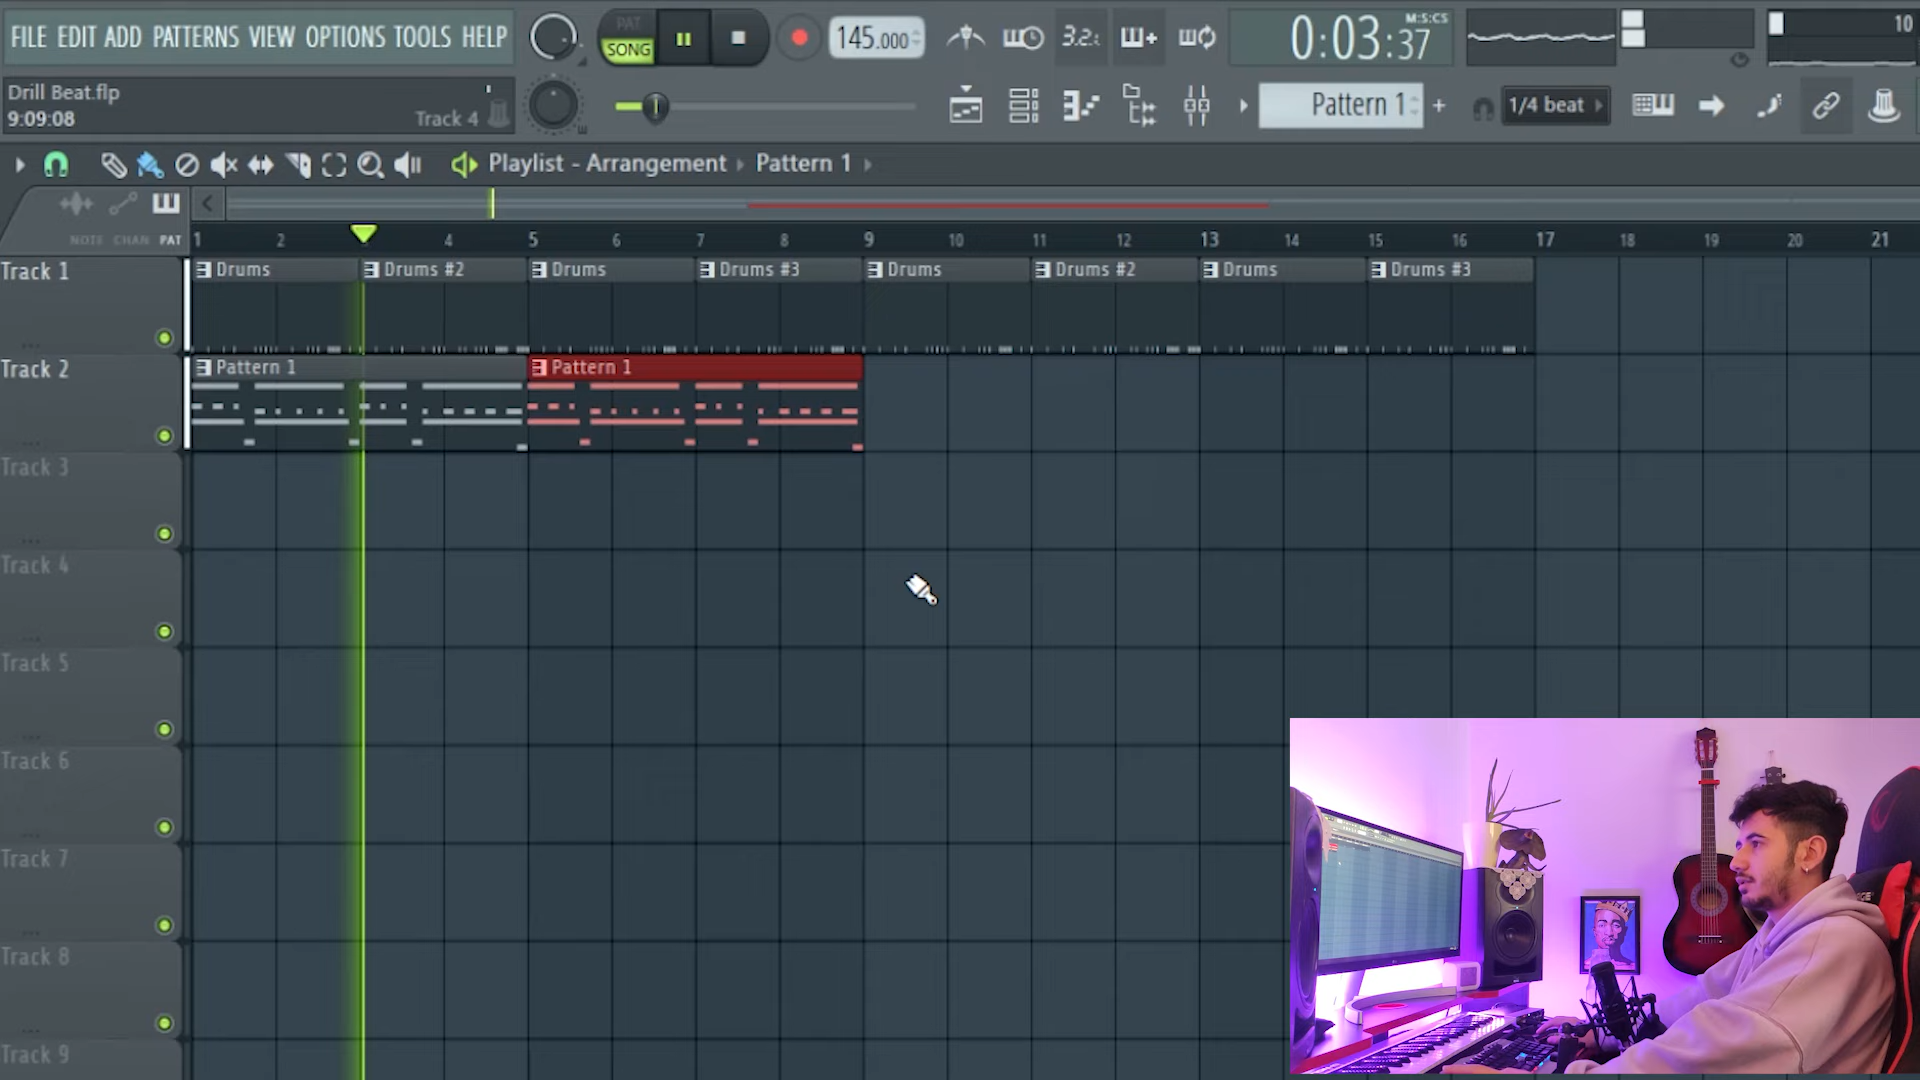 FILE EDIT ADD PATTERNS VIEW OPTIONS TOOLS HELP
PAT
SONG
145.000
3.2.
M:S:CS
0:03:37
10
Drill Beat.flp
9:09:08
Track 4
Pattern 1
1/4 beat
Playlist - Arrangement › Pattern 1 ›
NOTE CHAN PAT
1 2 4 5 6 7 8 9 10 11 12 13 14 15 16 17 18 19 20 21
Track 1
Drums Drums #2 Drums Drums #3 Drums Drums #2 Drums Drums #3
Track 2
Pattern 1 Pattern 1
Track 3
Track 4
Track 5
Track 6
Track 7
Track 8
Track 9